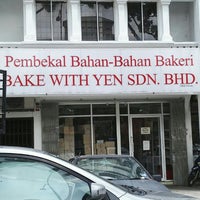 Pembekal Bahan-Bahan Bakeri
BAKE WITH YEN SDN. BHD.